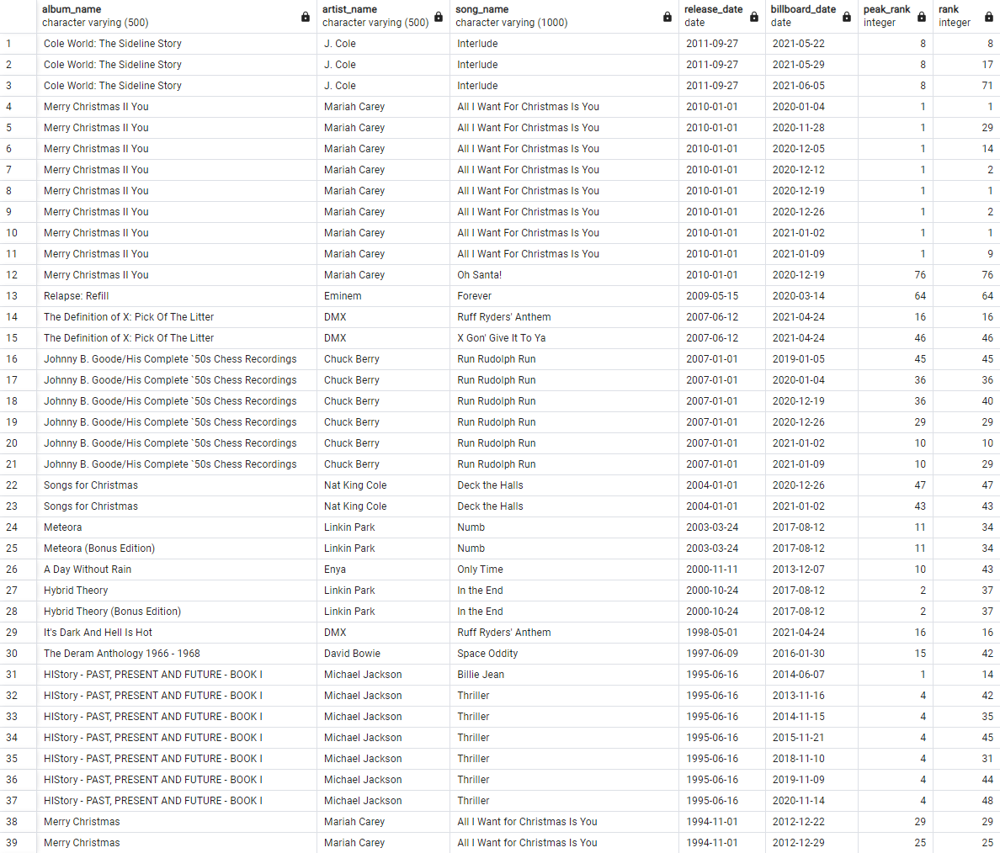 album_name artist_name song_name release_date billboard_date peak_rank rank
character varying (500) character varying (500) character varying (1000) date date integer integer
1 Cole World: The Sideline Story J. Cole Interlude 2011-09-27 2021-05-22 8 8
2 Cole World: The Sideline Story J. Cole Interlude 2011-09-27 2021-05-29 8 17
3 Cole World: The Sideline Story J. Cole Interlude 2011-09-27 2021-06-05 8 71
4 Merry Christmas II You Mariah Carey All I Want For Christmas Is You 2010-01-01 2020-01-04 1 1
5 Merry Christmas II You Mariah Carey All I Want For Christmas Is You 2010-01-01 2020-11-28 1 29
6 Merry Christmas II You Mariah Carey All I Want For Christmas Is You 2010-01-01 2020-12-05 1 14
7 Merry Christmas II You Mariah Carey All I Want For Christmas Is You 2010-01-01 2020-12-12 1 2
8 Merry Christmas II You Mariah Carey All I Want For Christmas Is You 2010-01-01 2020-12-19 1 1
9 Merry Christmas II You Mariah Carey All I Want For Christmas Is You 2010-01-01 2020-12-26 1 2
10 Merry Christmas II You Mariah Carey All I Want For Christmas Is You 2010-01-01 2021-01-02 1 1
11 Merry Christmas II You Mariah Carey All I Want For Christmas Is You 2010-01-01 2021-01-09 1 9
12 Merry Christmas II You Mariah Carey Oh Santa! 2010-01-01 2020-12-19 76 76
13 Relapse: Refill Eminem Forever 2009-05-15 2020-03-14 64 64
14 The Definition of X: Pick Of The Litter DMX Ruff Ryders' Anthem 2007-06-12 2021-04-24 16 16
15 The Definition of X: Pick Of The Litter DMX X Gon' Give It To Ya 2007-06-12 2021-04-24 46 46
16 Johnny B. Goode/His Complete `50s Chess Recordings Chuck Berry Run Rudolph Run 2007-01-01 2019-01-05 45 45
17 Johnny B. Goode/His Complete `50s Chess Recordings Chuck Berry Run Rudolph Run 2007-01-01 2020-01-04 36 36
18 Johnny B. Goode/His Complete `50s Chess Recordings Chuck Berry Run Rudolph Run 2007-01-01 2020-12-19 36 40
19 Johnny B. Goode/His Complete `50s Chess Recordings Chuck Berry Run Rudolph Run 2007-01-01 2020-12-26 29 29
20 Johnny B. Goode/His Complete `50s Chess Recordings Chuck Berry Run Rudolph Run 2007-01-01 2021-01-02 10 10
21 Johnny B. Goode/His Complete `50s Chess Recordings Chuck Berry Run Rudolph Run 2007-01-01 2021-01-09 10 29
22 Songs for Christmas Nat King Cole Deck the Halls 2004-01-01 2020-12-26 47 47
23 Songs for Christmas Nat King Cole Deck the Halls 2004-01-01 2021-01-02 43 43
24 Meteora Linkin Park Numb 2003-03-24 2017-08-12 11 34
25 Meteora (Bonus Edition) Linkin Park Numb 2003-03-24 2017-08-12 11 34
26 A Day Without Rain Enya Only Time 2000-11-11 2013-12-07 10 43
27 Hybrid Theory Linkin Park In the End 2000-10-24 2017-08-12 2 37
28 Hybrid Theory (Bonus Edition) Linkin Park In the End 2000-10-24 2017-08-12 2 37
29 It's Dark And Hell Is Hot DMX Ruff Ryders' Anthem 1998-05-01 2021-04-24 16 16
30 The Deram Anthology 1966 - 1968 David Bowie Space Oddity 1997-06-09 2016-01-30 15 42
31 HIStory - PAST, PRESENT AND FUTURE - BOOK I Michael Jackson Billie Jean 1995-06-16 2014-06-07 1 14
32 HIStory - PAST, PRESENT AND FUTURE - BOOK I Michael Jackson Thriller 1995-06-16 2013-11-16 4 42
33 HIStory - PAST, PRESENT AND FUTURE - BOOK I Michael Jackson Thriller 1995-06-16 2014-11-15 4 35
34 HIStory - PAST, PRESENT AND FUTURE - BOOK I Michael Jackson Thriller 1995-06-16 2015-11-21 4 45
35 HIStory - PAST, PRESENT AND FUTURE - BOOK I Michael Jackson Thriller 1995-06-16 2018-11-10 4 31
36 HIStory - PAST, PRESENT AND FUTURE - BOOK I Michael Jackson Thriller 1995-06-16 2019-11-09 4 44
37 HIStory - PAST, PRESENT AND FUTURE - BOOK I Michael Jackson Thriller 1995-06-16 2020-11-14 4 48
38 Merry Christmas Mariah Carey All I Want for Christmas Is You 1994-11-01 2012-12-22 29 29
39 Merry Christmas Mariah Carey All I Want for Christmas Is You 1994-11-01 2012-12-29 25 25